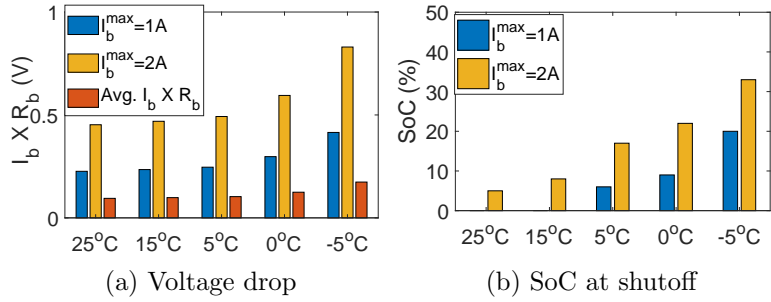 I_b X R_b (V)
1
0.5
0
I_b^max=1A
I_b^max=2A
Avg. I_b X R_b
25°C 15°C 5°C 0°C -5°C
(a) Voltage drop
SoC (%)
50
40
30
20
10
0
I_b^max=1A
I_b^max=2A
25°C 15°C 5°C 0°C -5°C
(b) SoC at shutoff